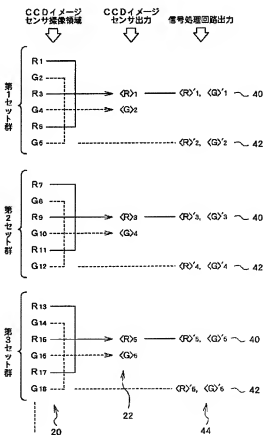 CCDイメージセンサ撮像領域
CCDイメージセンサ出力
信号処理回路出力
第1セット群
R1
G2
R3 ⟨R⟩1 ⟨R⟩'1, ⟨G⟩'1 40
G4 ⟨G⟩2
R5
G6 ⟨R⟩'2, ⟨G⟩'2 42
第2セット群
R7
G8
R9 ⟨R⟩3 ⟨R⟩'3, ⟨G⟩'3 40
G10 ⟨G⟩4
R11
G12 ⟨R⟩'4, ⟨G⟩'4 42
第3セット群
R13
G14
R15 ⟨R⟩5 ⟨R⟩'5, ⟨G⟩'5 40
G16 ⟨G⟩6
R17
G18 ⟨R⟩'6, ⟨G⟩'6 42
20 22 44